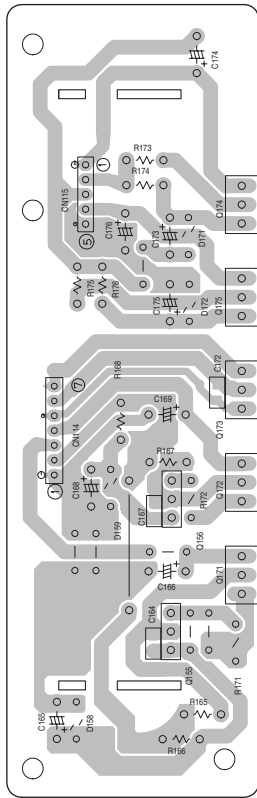 C174
R173
R174
CN115
1
5
C176
C173
D171
Q174
R175
R176
C175
D172
Q175
R168
CN114
7
1
C169
C172
Q173
C168
D159
R167
C167
R172
Q172
Q156
C166
Q171
C164
Q155
R171
C165
D158
R165
R166